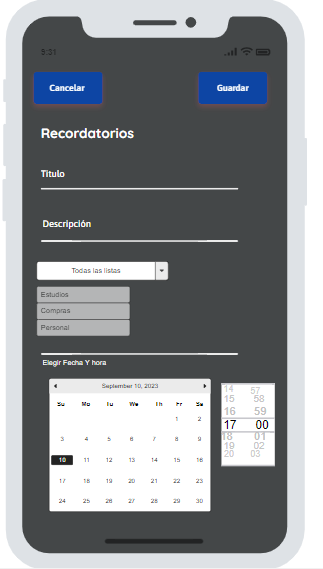 5:31
Cancelar Guardar
Recordatorios
Título
Descripción
Todas las listas
Estudios
Compras
Personal
Elegir Fecha Y hora
September 10, 2023
Su Mo Tu We Th Fr Sa
1 2
3 4 5 6 7 8 9
10 11 12 13 14 15 16
17 18 19 20 21 22 23
24 25 26 27 28 29 30
14 57
15 58
16 59
17 00
18 01
19 02
20 03